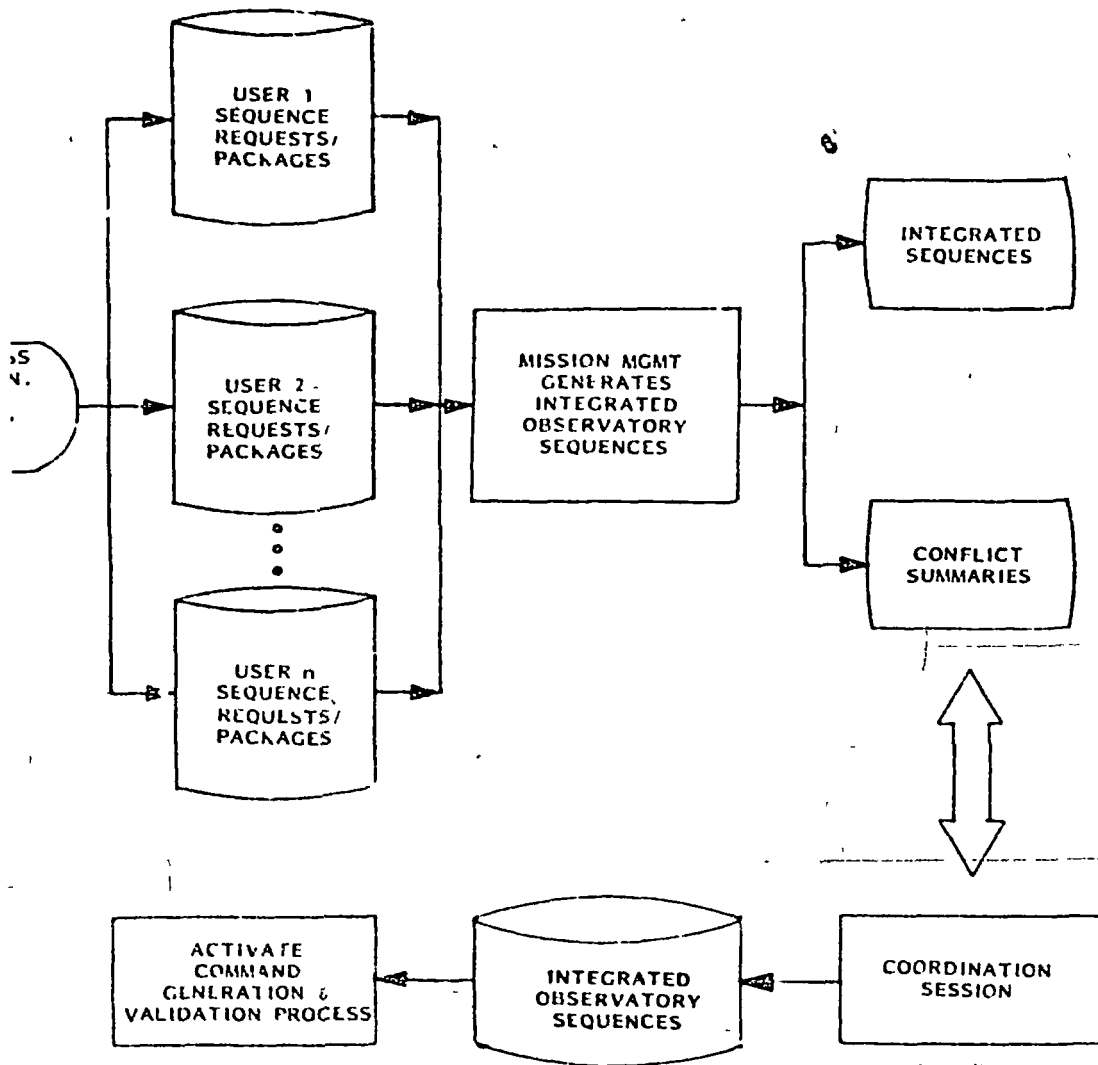 USER 1
SEQUENCE
REQUESTS/
PACKAGES
INTEGRATED
SEQUENCES
USER 2
SEQUENCE
REQUESTS/
PACKAGES
MISSION MGMT
GENERATES
INTEGRATED
OBSERVATORY
SEQUENCES
CONFLICT
SUMMARIES
USER n
SEQUENCE
REQUESTS/
PACKAGES
ACTIVATE
COMMAND
GENERATION &
VALIDATION PROCESS
INTEGRATED
OBSERVATORY
SEQUENCES
COORDINATION
SESSION